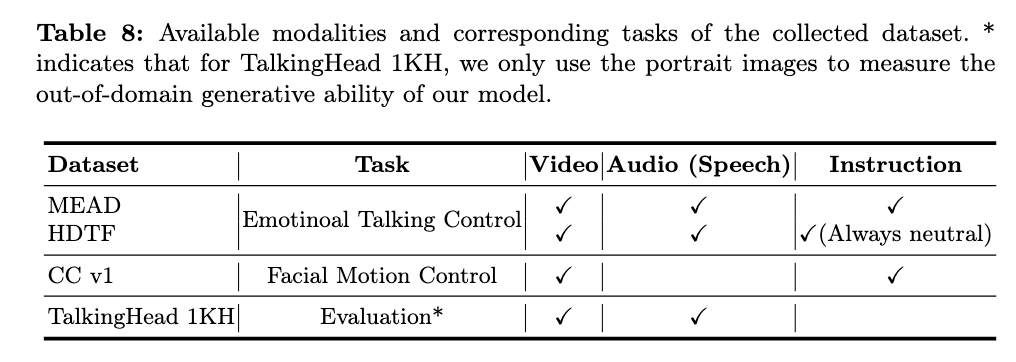 Table 8: Available modalities and corresponding tasks of the collected dataset. *
indicates that for TalkingHead 1KH, we only use the portrait images to measure the
out-of-domain generative ability of our model.
Dataset Task Video Audio (Speech) Instruction
MEAD ✓ ✓ ✓
Emotinoal Talking Control
HDTF ✓ ✓ ✓(Always neutral)
CC v1 Facial Motion Control ✓ ✓
TalkingHead 1KH Evaluation* ✓ ✓